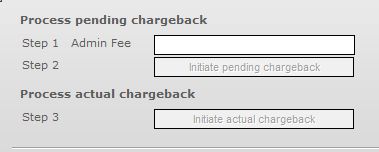 Process pending chargeback
Step 1 Admin Fee
Step 2 Initiate pending chargeback
Process actual chargeback
Step 3 Initiate actual chargeback